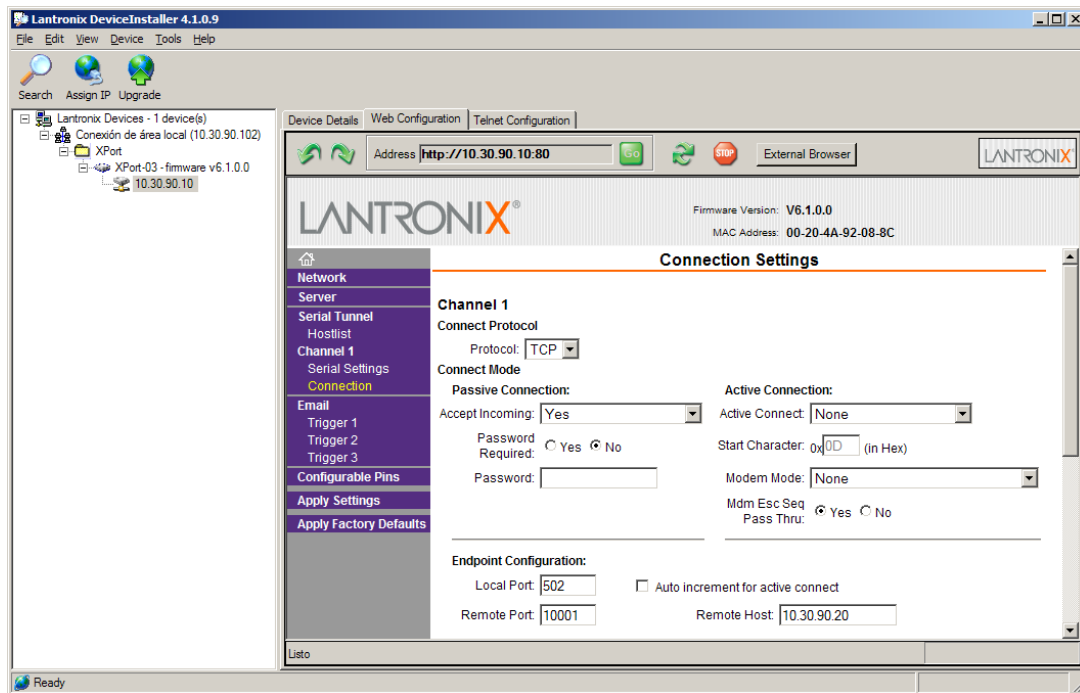 Lantronix DeviceInstaller 4.1.0.9
File Edit View Device Tools Help
Search Assign IP Upgrade
Lantronix Devices - 1 device(s)
Conexión de área local (10.30.90.102)
XPort
XPort-03 - firmware v6.1.0.0
10.30.90.10
Device Details Web Configuration Telnet Configuration
Address http://10.30.90.10:80 Go STOP External Browser LANTRONIX
LANTRONIX®
Firmware Version: V6.1.0.0
MAC Address: 00-20-4A-92-08-8C
Network
Server
Serial Tunnel
Hostlist
Channel 1
Serial Settings
Connection
Email
Trigger 1
Trigger 2
Trigger 3
Configurable Pins
Apply Settings
Apply Factory Defaults
Connection Settings
Channel 1
Connect Protocol
Protocol: TCP
Connect Mode
Passive Connection: Active Connection:
Accept Incoming: Yes Active Connect: None
Password Required: Yes No Start Character: 0x 0D (in Hex)
Password: Modem Mode: None
Mdm Esc Seq Pass Thru: Yes No
Endpoint Configuration:
Local Port: 502 Auto increment for active connect
Remote Port: 10001 Remote Host: 10.30.90.20
Listo
Ready